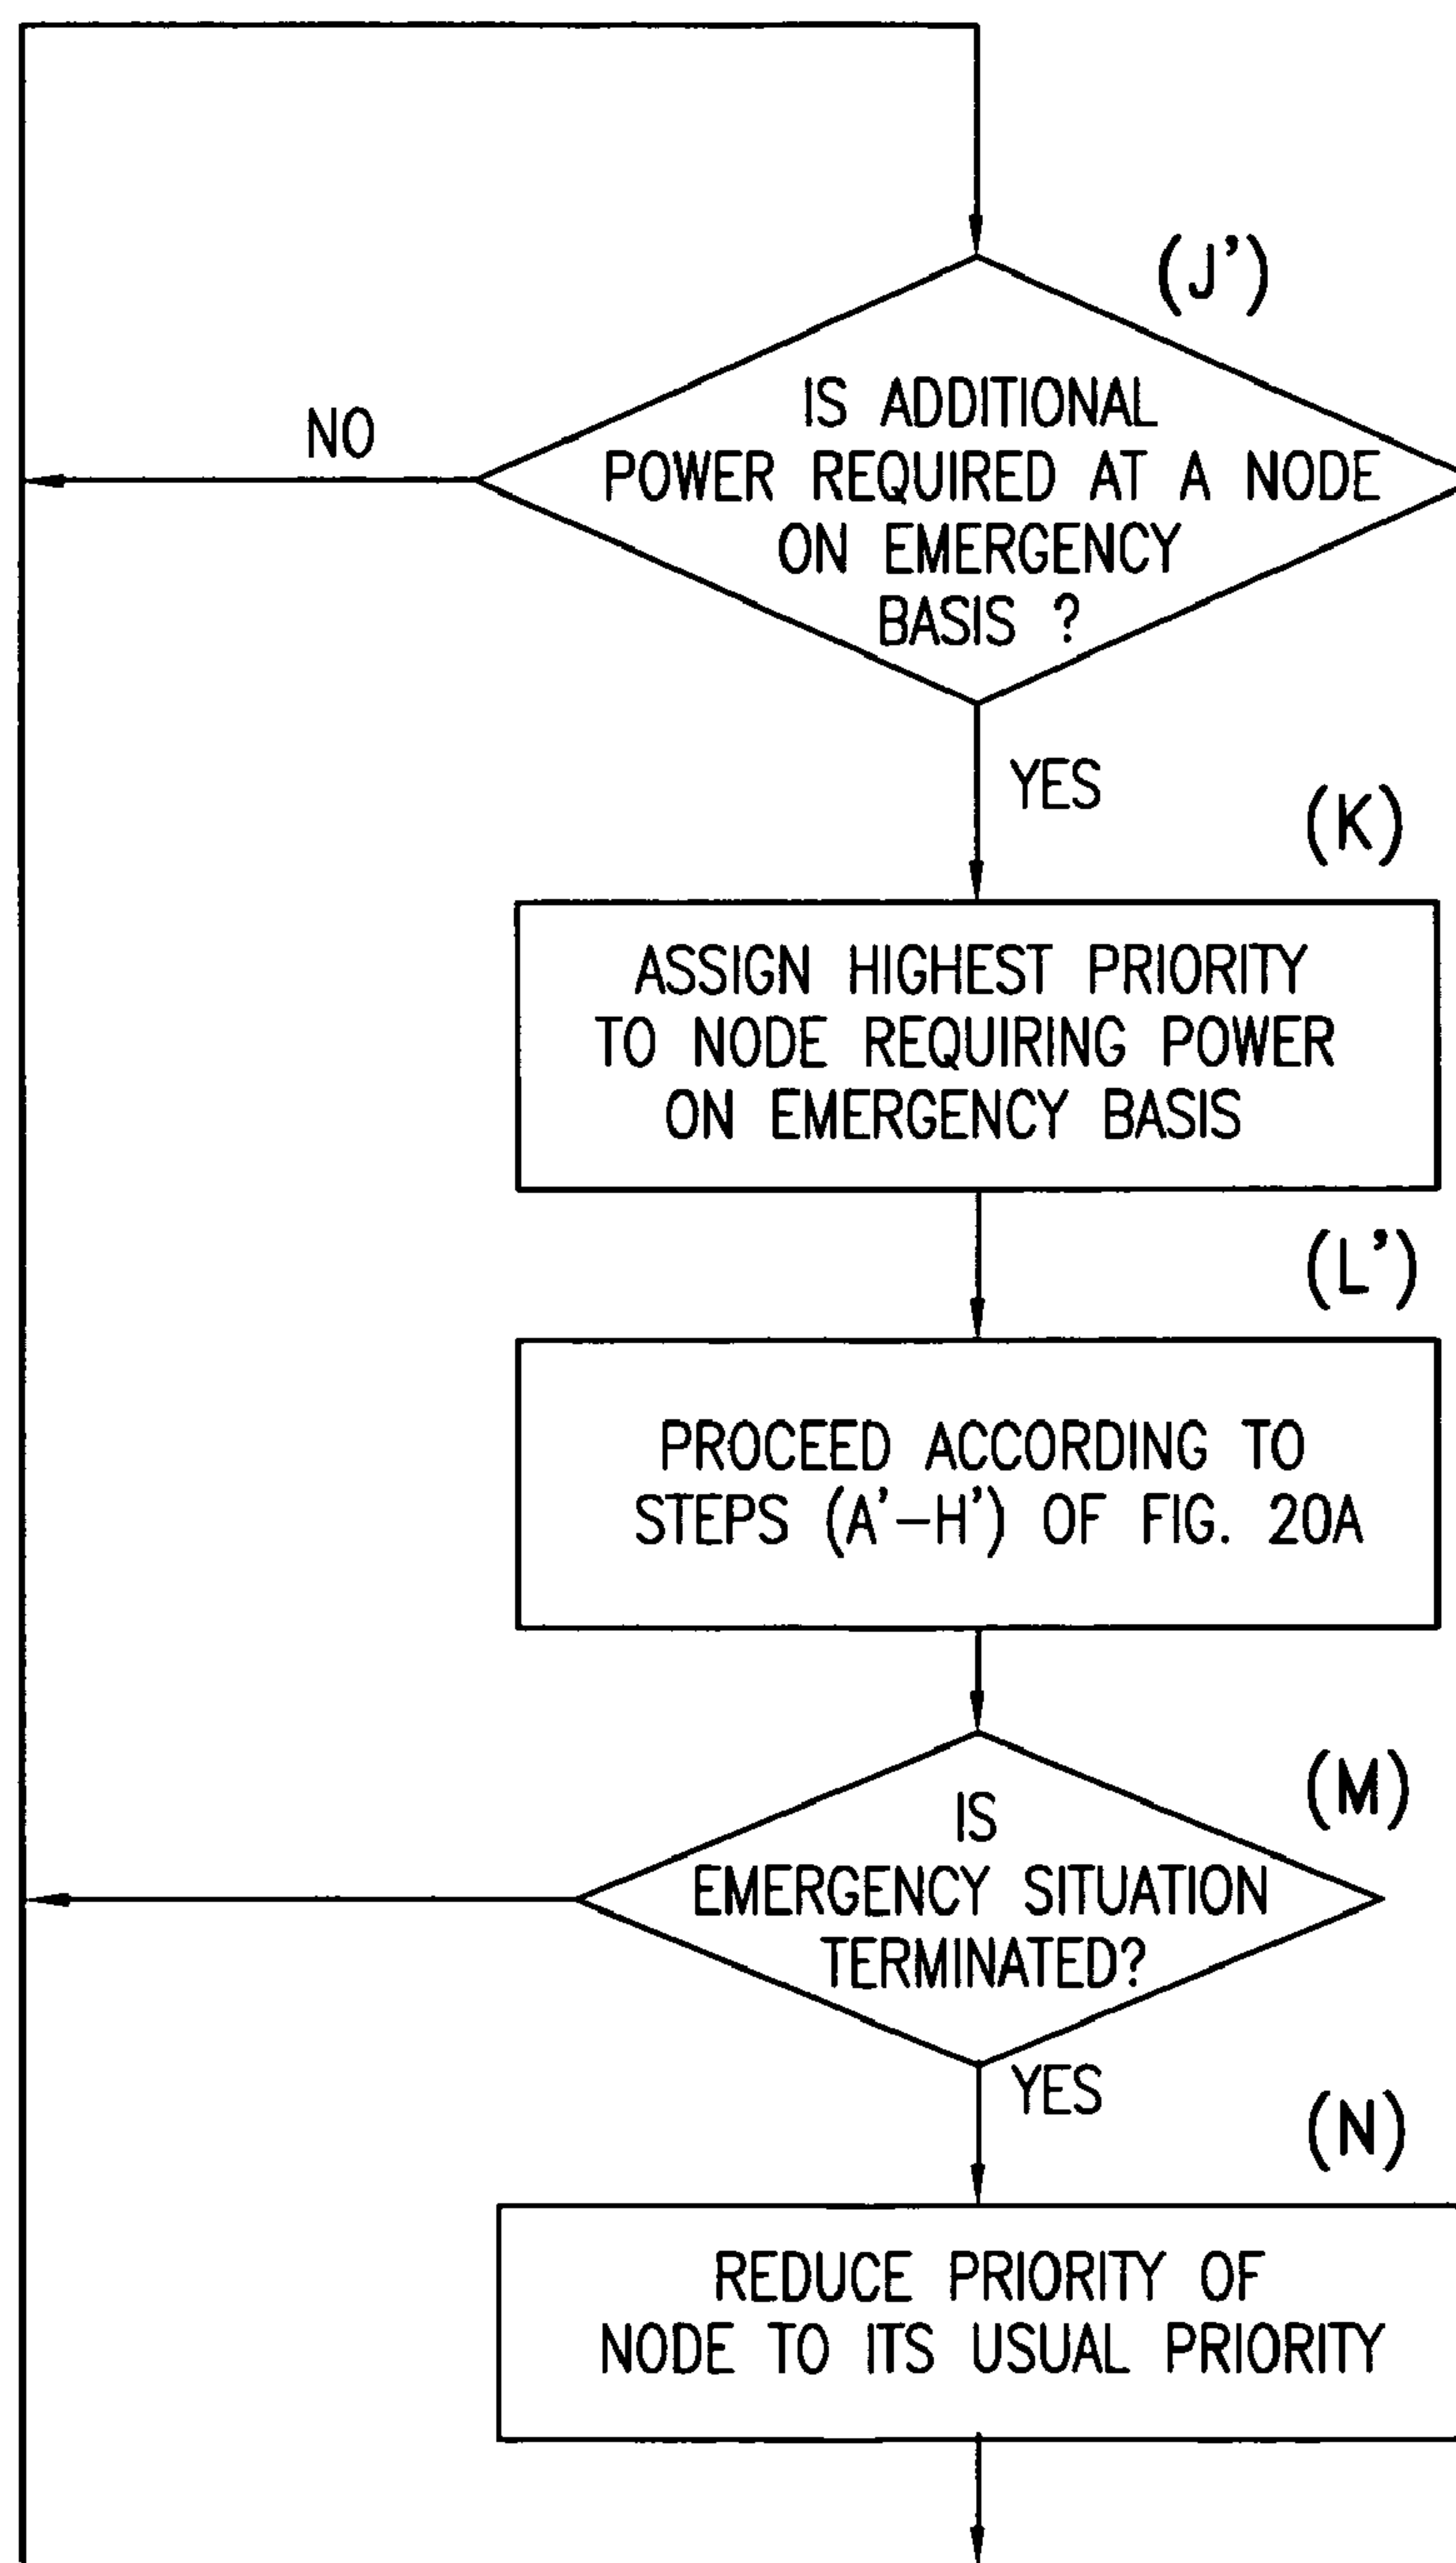 (J')
IS ADDITIONAL
POWER REQUIRED AT A NODE
ON EMERGENCY
BASIS ?
NO
YES
(K)
ASSIGN HIGHEST PRIORITY
TO NODE REQUIRING POWER
ON EMERGENCY BASIS
(L')
PROCEED ACCORDING TO
STEPS (A'-H') OF FIG. 20A
(M)
IS
EMERGENCY SITUATION
TERMINATED?
YES
(N)
REDUCE PRIORITY OF
NODE TO ITS USUAL PRIORITY